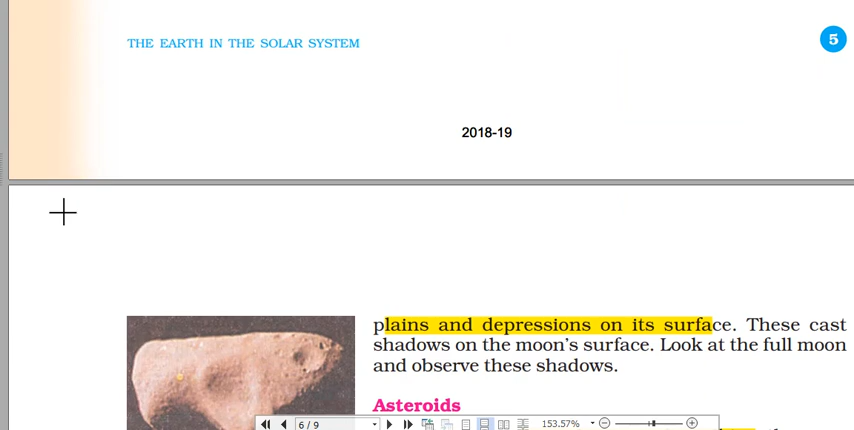 THE EARTH IN THE SOLAR SYSTEM
5
2018-19
plains and depressions on its surface. These cast
shadows on the moon's surface. Look at the full moon
and observe these shadows.
Asteroids
6 / 9
153.57%